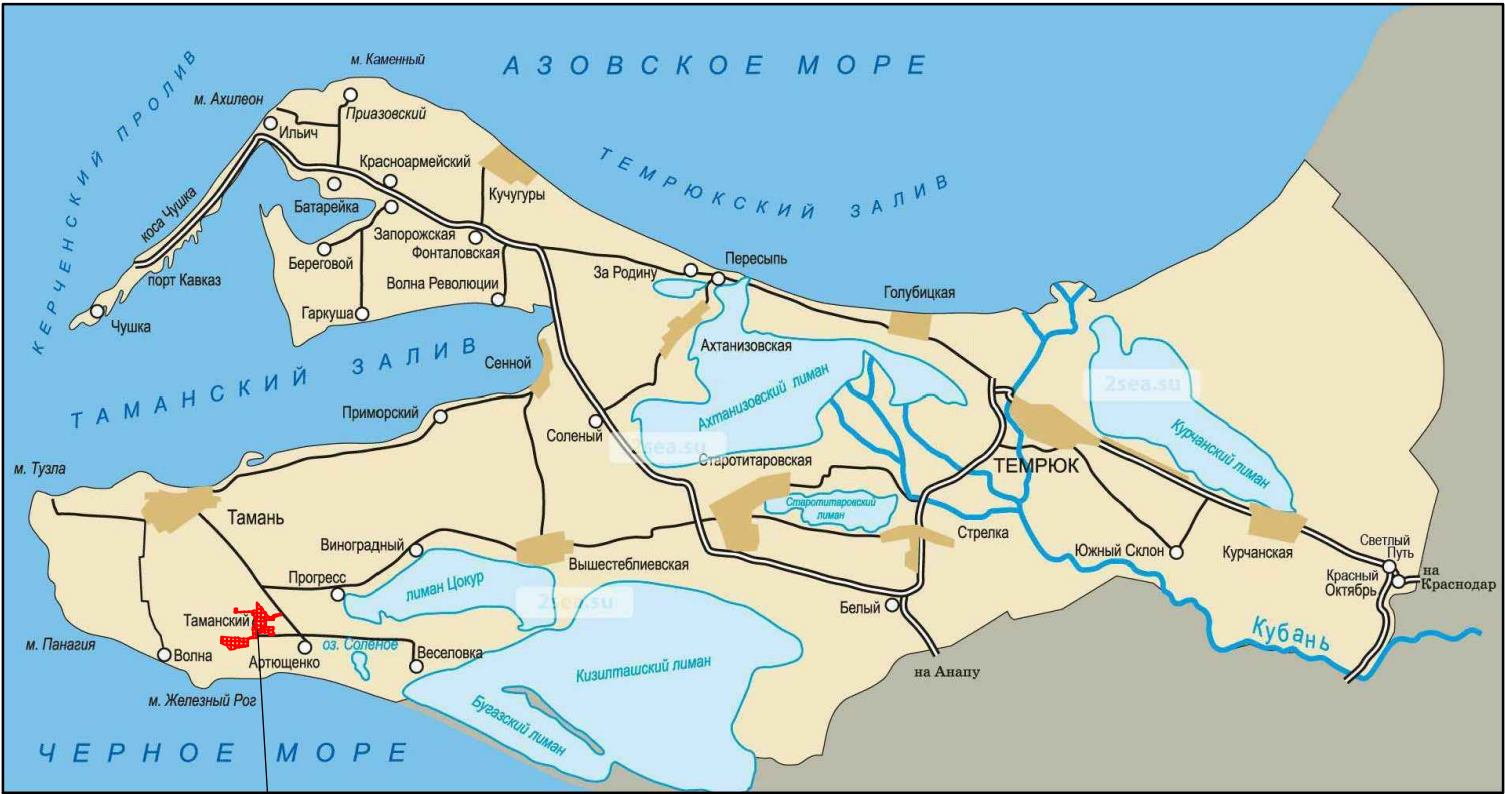 АЗОВСКОЕ МОРЕ
м. Каменный
КЕРЧЕНСКИЙ ПРОЛИВ
м. Ахилеон
Приазовский
Ильич
Красноармейский
ТЕМРЮКСКИЙ ЗАЛИВ
Кучугуры
коса Чушка
Батарейка
Запорожская
Фонталовская
Береговой
порт Кавказ
Волна Революции
За Родину
Пересыпь
Голубицкая
Чушка
Гаркуша
ТАМАНСКИЙ ЗАЛИВ
Сенной
Ахтанизовская
Ахтанизовский лиман
2sea.su
Приморский
Соленый
2sea.su
Курчанский лиман
м. Тузла
Старотитаровская
ТЕМРЮК
Старотитаровский
лиман
Тамань
Стрелка
Виноградный
Вышестеблиевская
Южный Склон
Курчанская
Светлый
Путь
Красный
Октябрь
на
Краснодар
Прогресс
лиман Цокур
2sea.su
Белый
Таманский
Кубань
м. Панагия
Волна
Артющенко
оз. Соленое
Веселовка
Кизилташский лиман
на Анапу
м. Железный Рог
Бугазский лиман
ЧЕРНОЕ МОРЕ